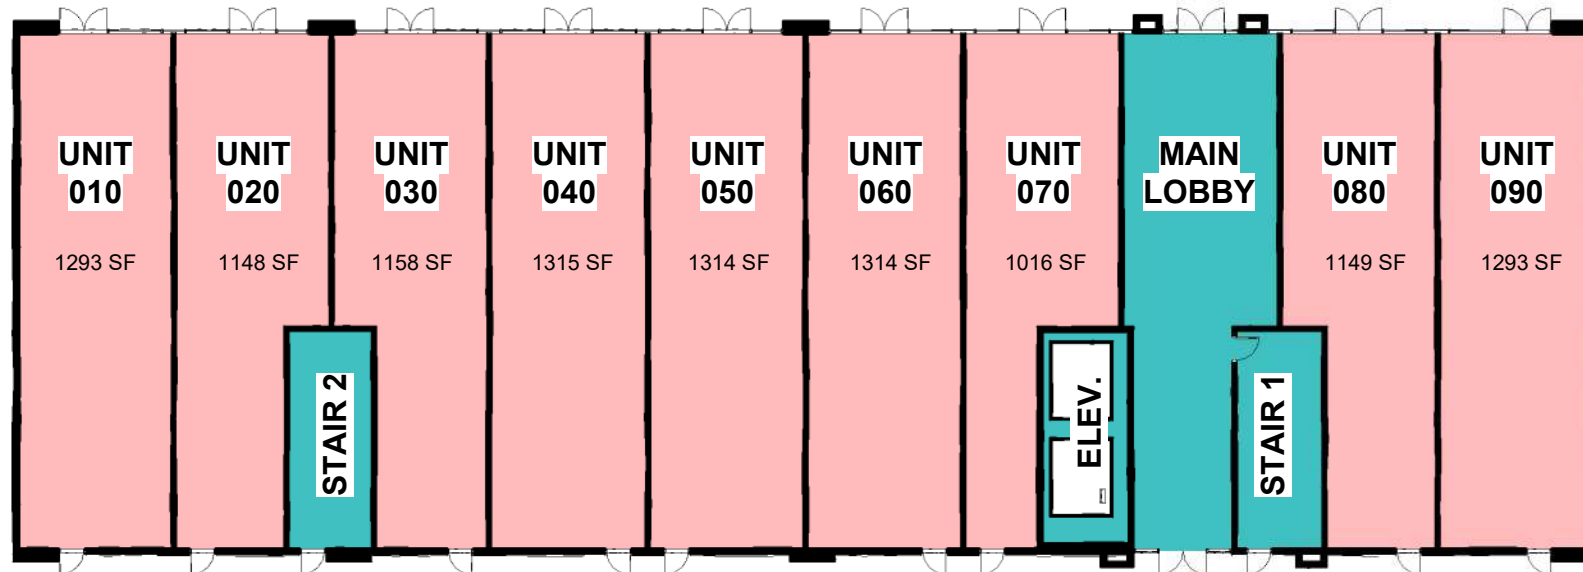 UNIT
010
1293 SF
UNIT
020
1148 SF
UNIT
030
1158 SF
UNIT
040
1315 SF
UNIT
050
1314 SF
UNIT
060
1314 SF
UNIT
070
1016 SF
MAIN
LOBBY
UNIT
080
1149 SF
UNIT
090
1293 SF
STAIR 2
ELEV.
STAIR 1